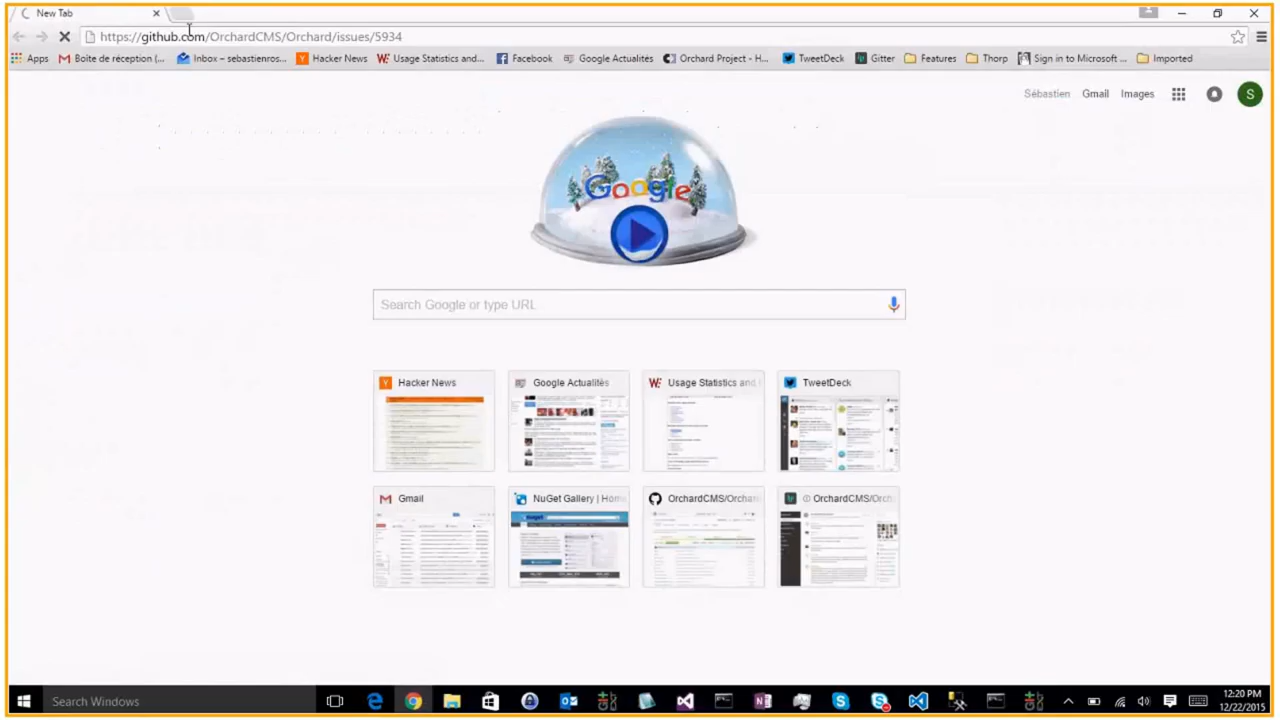 New Tab
https://github.com/OrchardCMS/Orchard/issues/5934
Apps Boîte de réception (... Inbox – sebastienros... Hacker News Usage Statistics and... Facebook Google Actualités Orchard Project - H... TweetDeck Gitter Features Thorp Sign in to Microsoft ... Imported
Sébastien Gmail Images S
Google
Search Google or type URL
Hacker News Google Actualités Usage Statistics and TweetDeck
Gmail NuGet Gallery | Home OrchardCMS/Orchar OrchardCMS/Orch
Search Windows
12:20 PM
12/22/2015